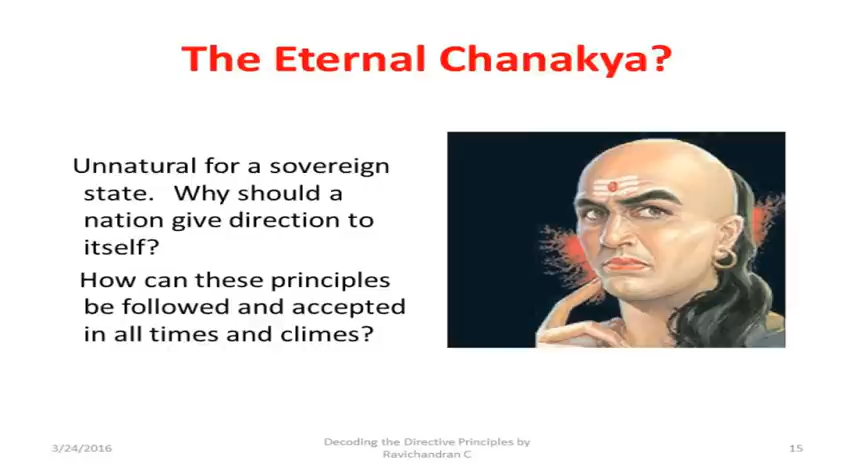 The Eternal Chanakya?
Unnatural for a sovereign
state. Why should a
nation give direction to
itself?
How can these principles
be followed and accepted
in all times and climes?
3/24/2016
Decoding the Directive Principles by
Ravichandran C
15